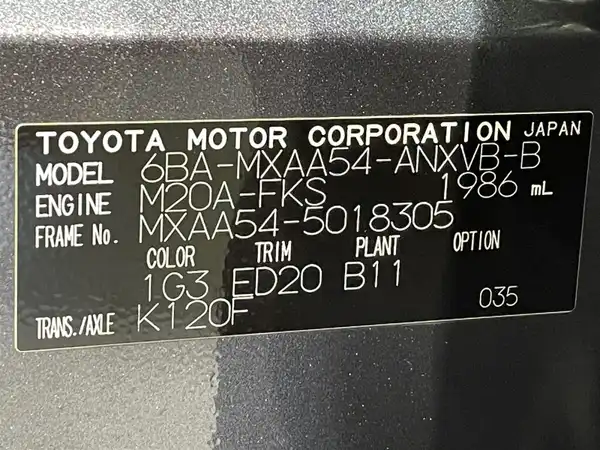 TOYOTA MOTOR CORPORATION JAPAN
MODEL 6BA-MXAA54-ANXVB-B
ENGINE M20A-FKS 1986 mL
FRAME No. MXAA54-5018305
COLOR TRIM PLANT OPTION
1G3 ED20 B11
TRANS./AXLE K120F 035